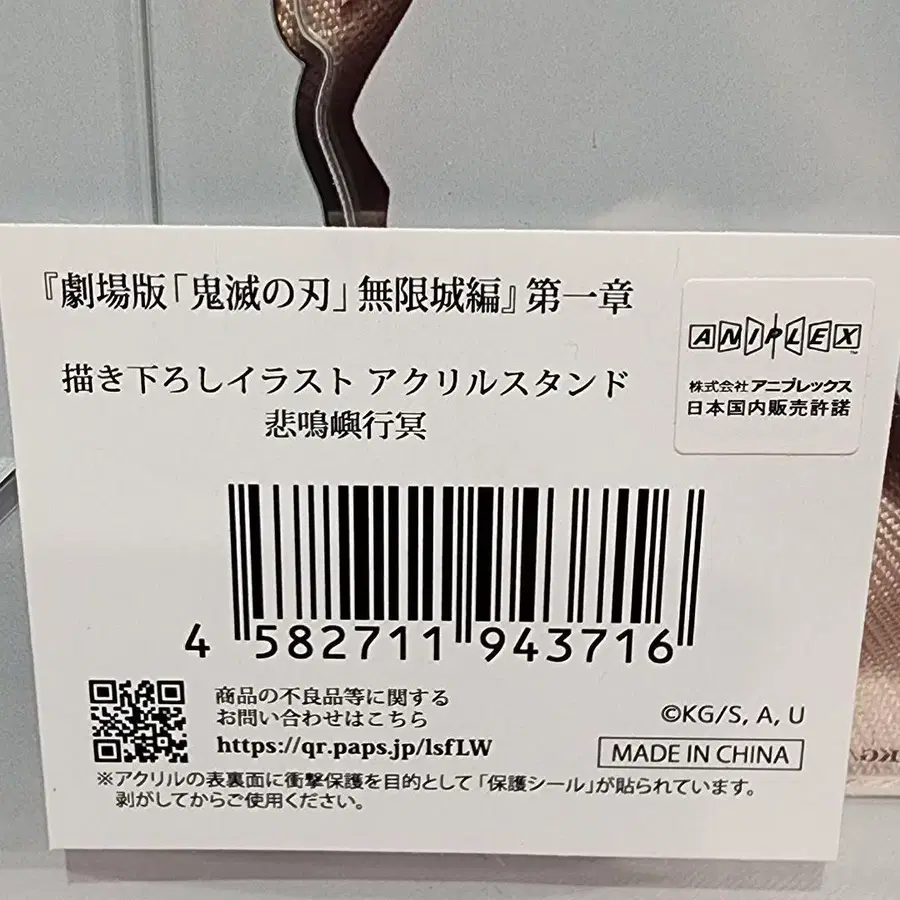 『劇場版「鬼滅の刃」無限城編』第一章
描き下ろしイラスト アクリルスタンド
悲鳴嶼行冥
ANIPLEX
株式会社アニプレックス
日本国内販売許諾
4 582711 943716
商品の不良品等に関する
お問い合わせはこちら
https://qr.paps.jp/lsfLW
©KG/S, A, U
MADE IN CHINA
※アクリルの表裏面に衝撃保護を目的として「保護シール」が貼られています。
剥がしてからご使用ください。